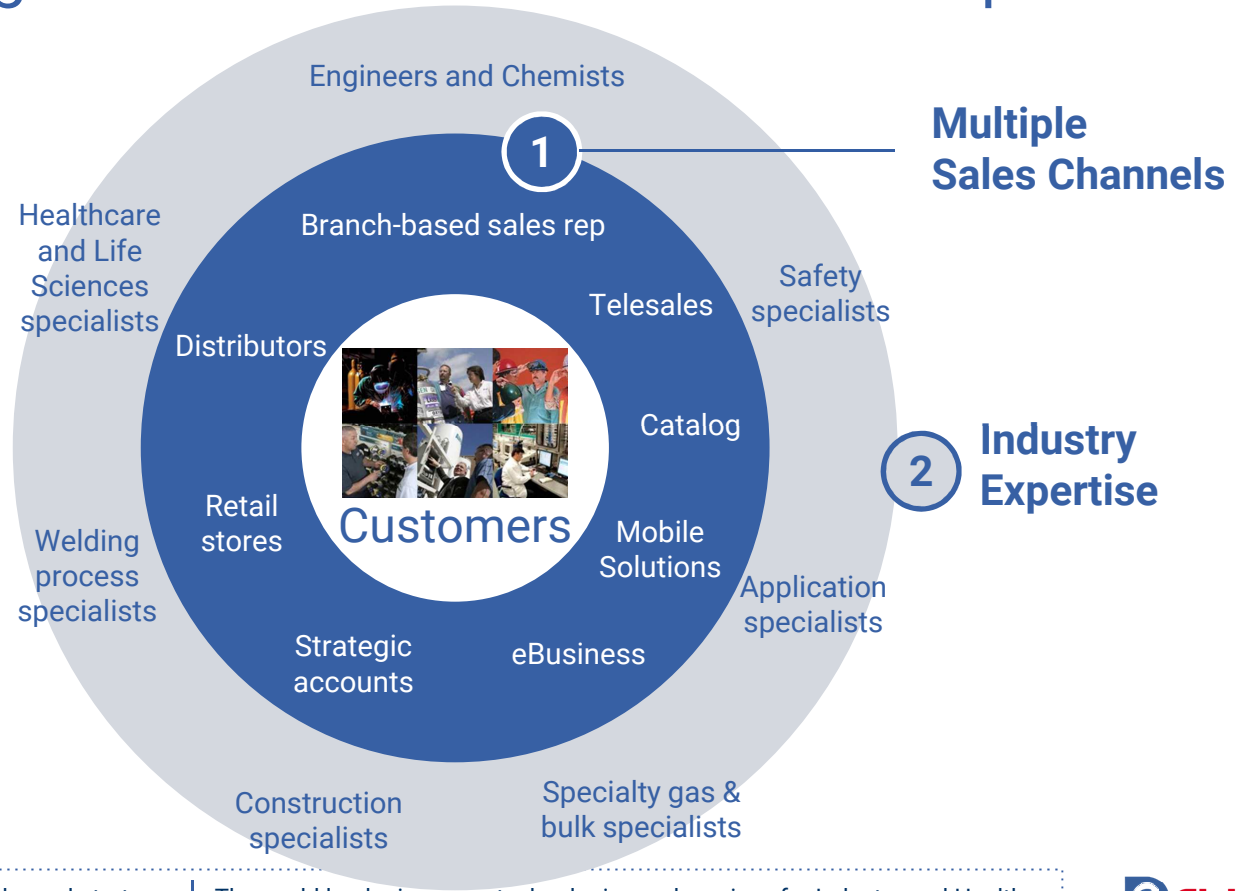 Engineers and Chemists
1
Multiple
Sales Channels
Branch-based sales rep
Healthcare
and Life
Sciences
specialists
Safety
specialists
Telesales
Distributors
Catalog
2
Industry
Expertise
Retail
stores
Customers
Mobile
Solutions
Welding
process
specialists
Application
specialists
Strategic
accounts
eBusiness
Construction
specialists
Specialty gas &
bulk specialists